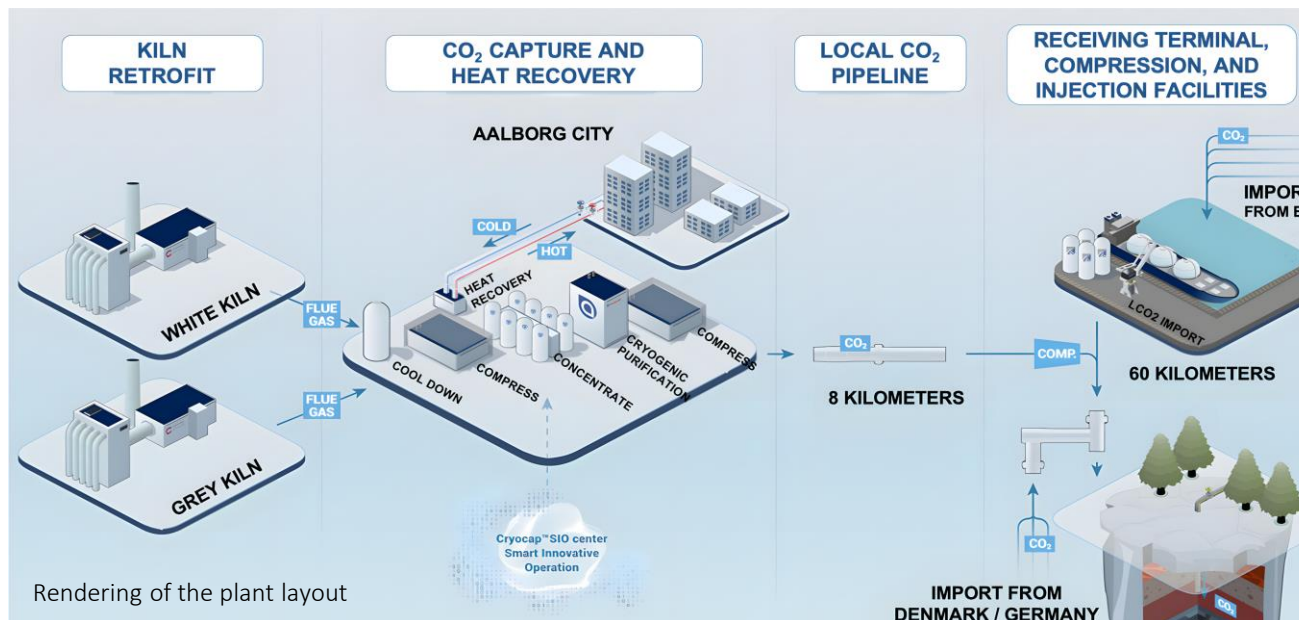 KILN
RETROFIT
CO₂ CAPTURE AND
HEAT RECOVERY
LOCAL CO₂
PIPELINE
RECEIVING TERMINAL,
COMPRESSION, AND
INJECTION FACILITIES
AALBORG CITY
COLD
HOT
HEAT
RECOVERY
WHITE KILN
FLUE
GAS
GREY KILN
FLUE
GAS
COOL DOWN
COMPRESS
CONCENTRATE
CRYOGENIC
PURIFICATION
COMPRESS
Cryocap™SIO center
Smart Innovative
Operation
CO₂
8 KILOMETERS
COMP.
CO₂
IMPOR
FROM E
LCO2 IMPORT
60 KILOMETERS
CO₂
IMPORT FROM
DENMARK / GERMANY
CO₂
Rendering of the plant layout